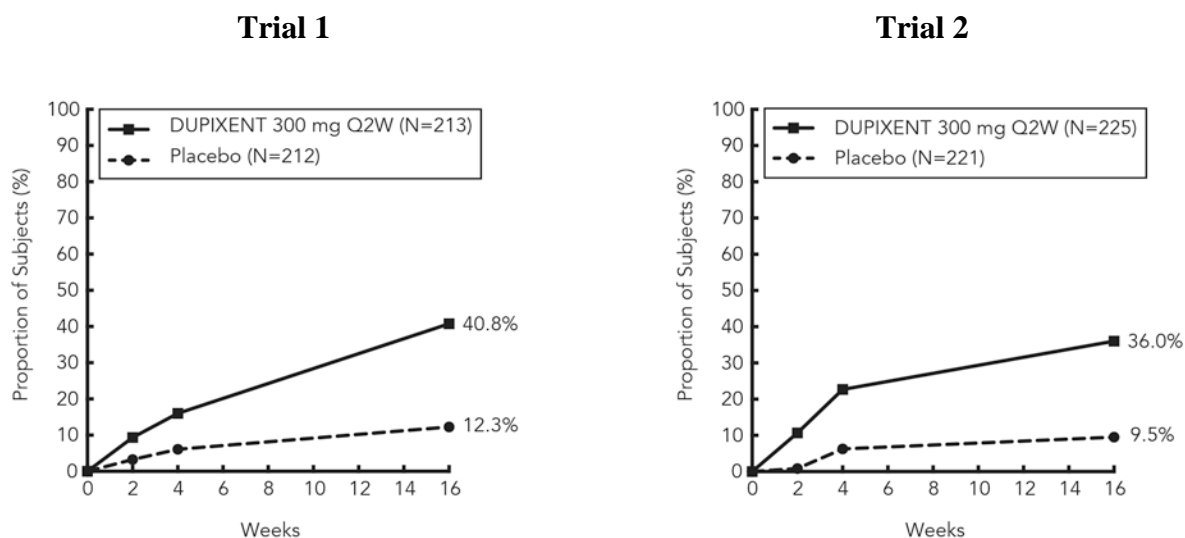 Trial 1
DUPIXENT 300 mg Q2W (N=213)
Placebo (N=212)
Proportion of Subjects (%)
100
90
80
70
60
50
40
30
20
10
0
40.8%
12.3%
0 2 4 6 8 10 12 14 16
Weeks
Trial 2
DUPIXENT 300 mg Q2W (N=225)
Placebo (N=221)
Proportion of Subjects (%)
100
90
80
70
60
50
40
30
20
10
0
36.0%
9.5%
0 2 4 6 8 10 12 14 16
Weeks